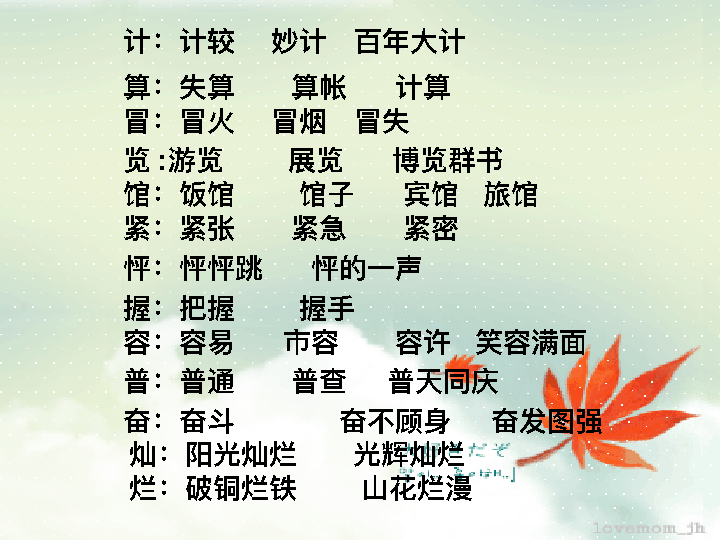 计：计较 妙计 百年大计
算：失算 算帐 计算
冒：冒火 冒烟 冒失
览 :游览 展览 博览群书
馆：饭馆 馆子 宾馆 旅馆
紧：紧张 紧急 紧密
怦：怦怦跳 怦的一声
握：把握 握手
容：容易 市容 容许 笑容满面
普：普通 普查 普天同庆
奋：奋斗 奋不顾身 奋发图强
灿：阳光灿烂 光辉灿烂
烂：破铜烂铁 山花烂漫
lovemom_jh